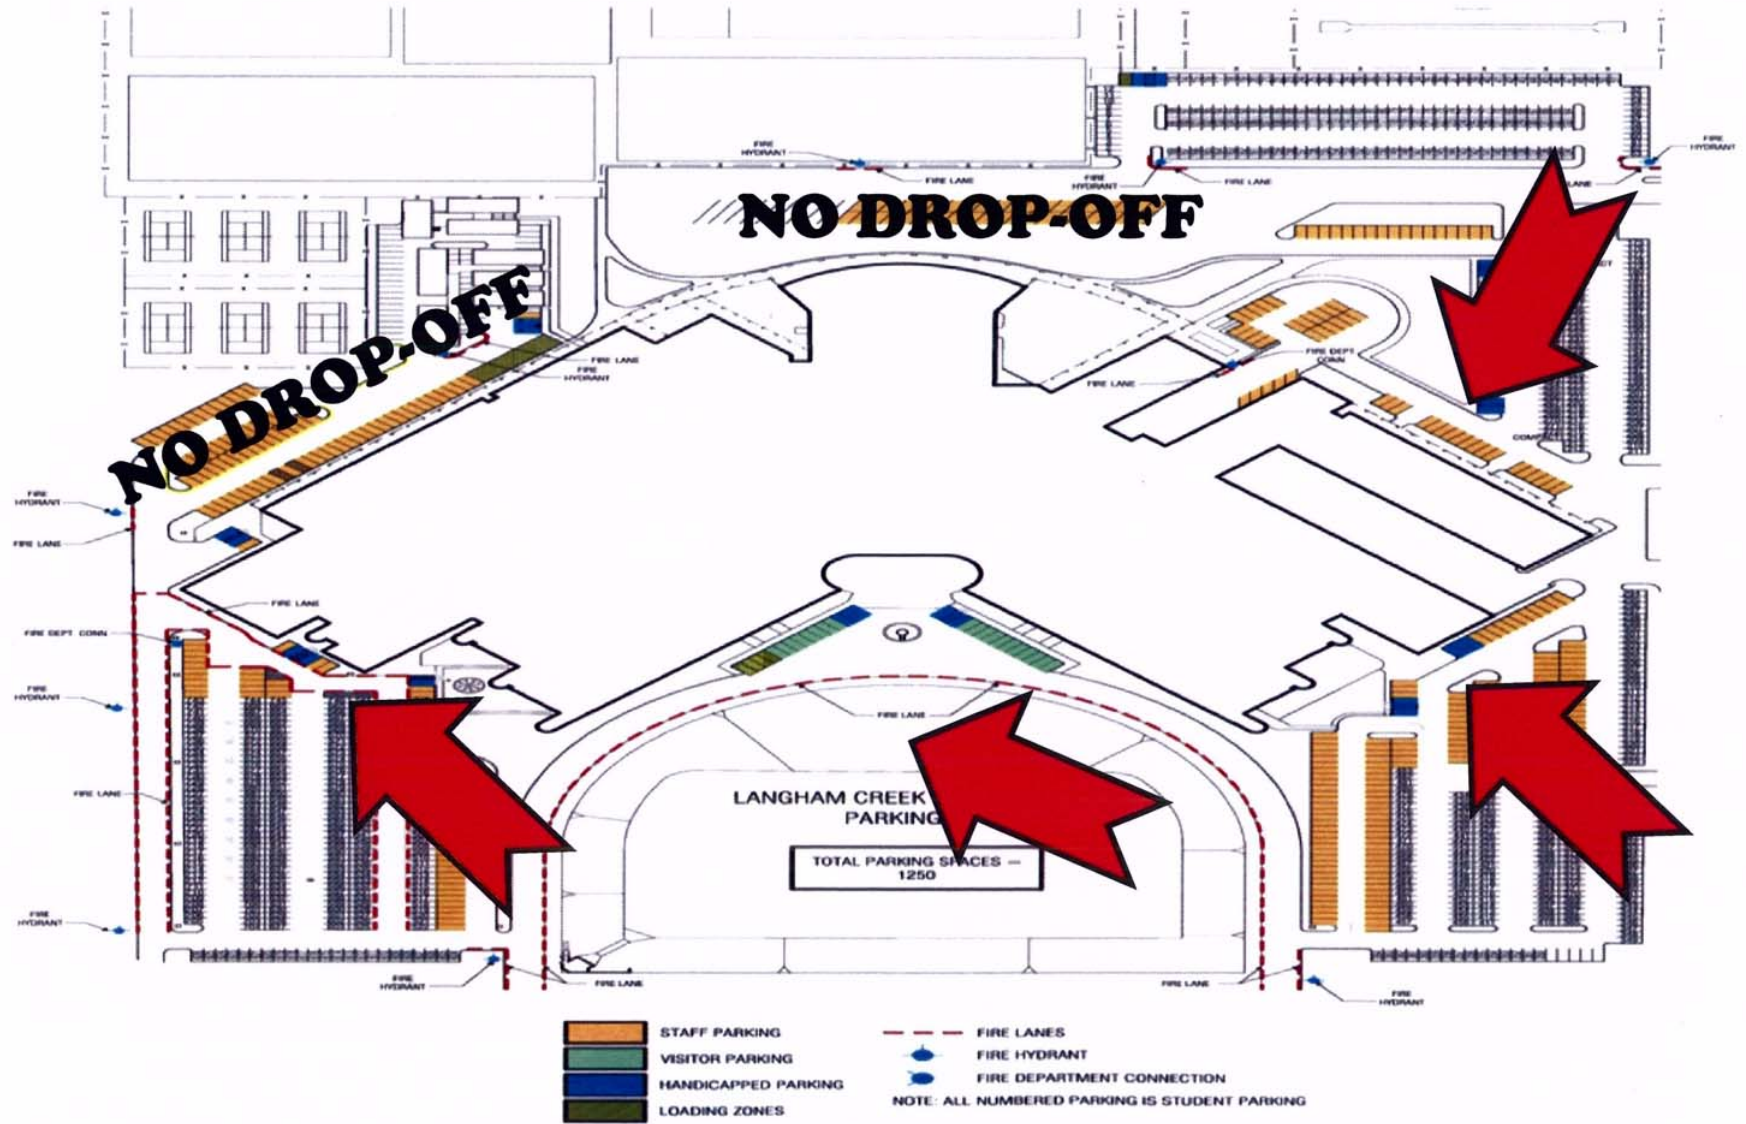 FIRE
HYDRANT
FIRE LANE
FIRE
HYDRANT
FIRE LANE
FIRE
HYDRANT
LANE
NO DROP-OFF
NO DROP-OFF
FIRE LANE
FIRE
HYDRANT
FIRE DEPT
CONN
FIRE LANE
FIRE
HYDRANT
FIRE LANE
FIRE LANE
FIRE DEPT CONN
FIRE
HYDRANT
FIRE LANE
FIRE LANE
LANGHAM CREEK
PARKING
TOTAL PARKING SPACES =
1250
FIRE
HYDRANT
FIRE
HYDRANT
FIRE LANE
FIRE LANE
FIRE
HYDRANT
STAFF PARKING
VISITOR PARKING
HANDICAPPED PARKING
LOADING ZONES
FIRE LANES
FIRE HYDRANT
FIRE DEPARTMENT CONNECTION
NOTE: ALL NUMBERED PARKING IS STUDENT PARKING